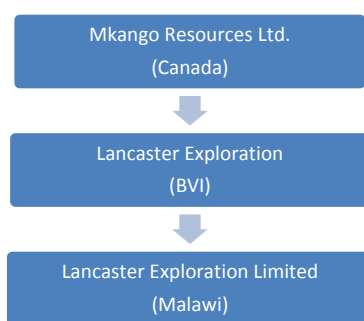 Mkango Resources Ltd.
(Canada)
Lancaster Exploration
(BVI)
Lancaster Exploration Limited
(Malawi)